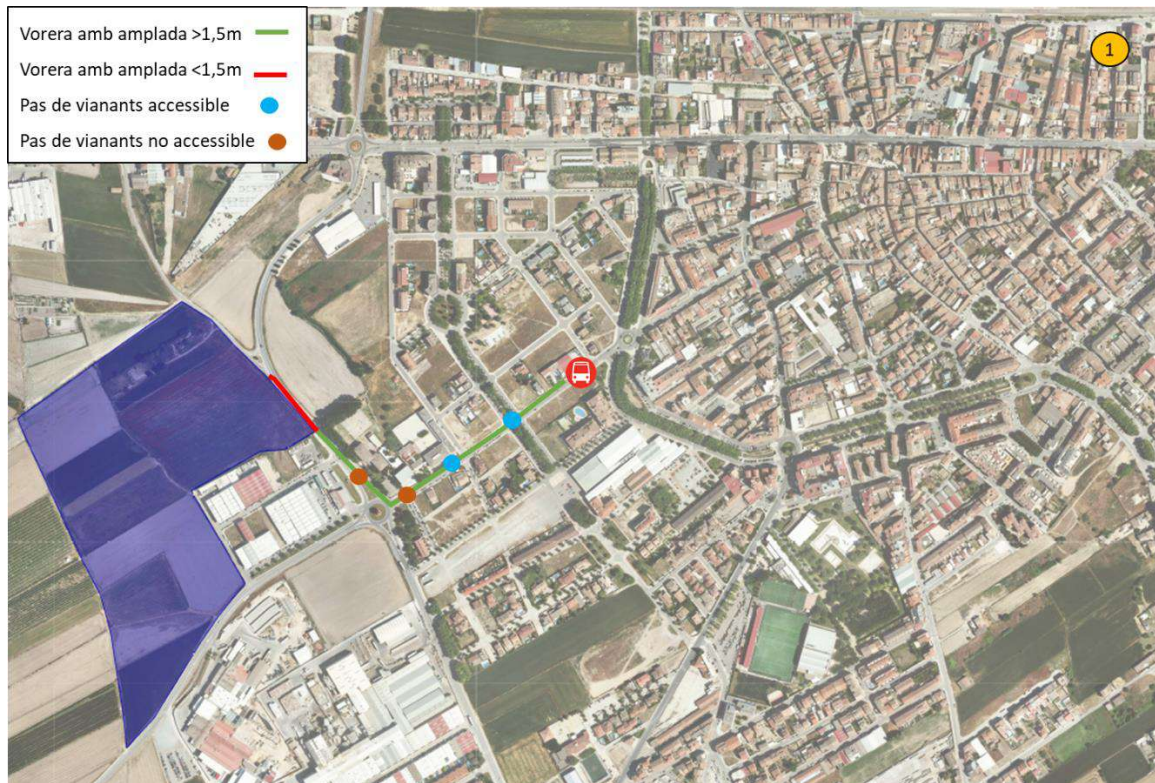 Vorera amb amplada >1,5m
Vorera amb amplada <1,5m
Pas de vianants accessible
Pas de vianants no accessible
1